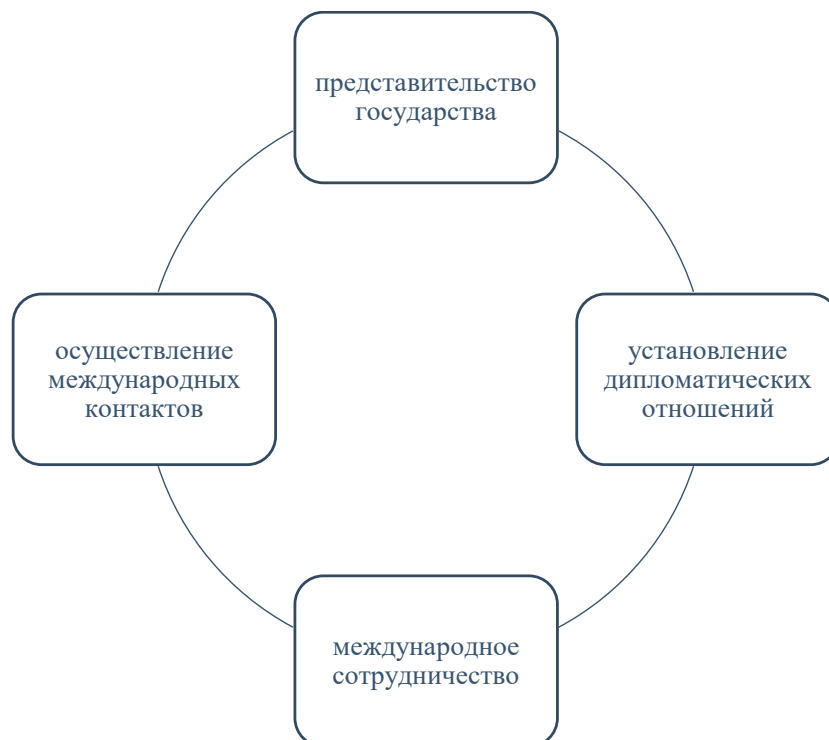 представительство
государства
осуществление
международных
контактов
установление
дипломатических
отношений
международное
сотрудничество